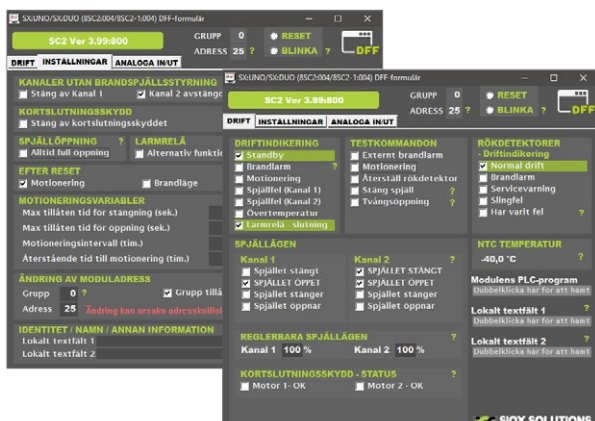 SX:UNO/SX:DUO (8SC2:004/8SC2-1:004) DFF-formulär
SC2 Ver 3.99:800
GRUPP 0
RESET
ADRESS 25 ?
BLINKA ?
DFF
DRIFT INSTÄLLNINGAR ANALOGA IN/UT
KANALER UTAN BRANDSPJÄLLSSTYRNING
Stäng av Kanal 1
Kanal 2
KORTSLUTNINGSSKYDD
Stäng av kortslutningsskyddet
SPJÄLLÖPPNING ? LARMRELÄ
Alltid full öppning
Alternativ
EFTER RESET
Motionering
Brandläge
MOTIONERINGSVARIABLER
Max tillåten tid för stängning (sek.)
Max tillåten tid för öppning (sek.)
Motioneringsintervall (tim.)
Återstående tid till motionering (tim.)
ÄNDRING AV MODULADRESS
Grupp 0 ?
Grupp
Adress 25 Ändring kan orsaka
IDENTITET / NAMN / ANNAN INFORMATION
Lokalt textfält 1
Lokalt textfält 2
SX:UNO/SX:DUO (8SC2:004/8SC2-1:004) DFF-formulär
SC2 Ver 3.99:800
GRUPP 0
RESET
ADRESS 25 ?
BLINKA ?
DFF
DRIFT INSTÄLLNINGAR ANALOGA IN/UT
DRIFTINDIKERING
Standby
Brandlarm ?
Motionering
Spjällfel (Kanal 1)
Spjällfel (Kanal 2)
Övertemperatur
Larmrelä - slutning
TESTKOMMANDON
Externt brandlarm
Motionering
Återställ rökdetektor
Stäng spjäll ?
Tvångsöppning ?
RÖKDETEKTORER
- Driftindikering
Normal drift
Brandlarm
Servicevarning
Slingfel
Har varit fel ?
SPJÄLLÄGEN
Kanal 1
Spjället stängt
SPJÄLLET ÖPPET
Spjället stänger
Spjället öppnar
Kanal 2 ?
SPJÄLLET STÄNGT
SPJÄLLET ÖPPET
Spjället stänger
Spjället öppnar
NTC TEMPERATUR
-40,0 °C ?
Modulens PLC-program
Dubbelklicka här för att hämt
Lokalt textfält 1 ?
Dubbelklicka här för att hämt
Lokalt textfält 2 ?
Dubbelklicka här för att hämt
REGLERBARA SPJÄLLÄGEN ?
Kanal 1 100 %
Kanal 2 100 %
KORTSLUTNINGSSKYDD - STATUS ?
Motor 1 - OK
Motor 2 - OK
SIOX SOLUTIONS